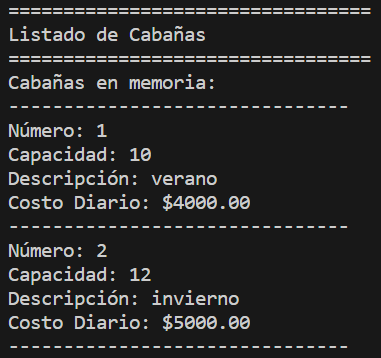 =================================
Listado de Cabañas
=================================
Cabañas en memoria:
-------------------------------
Número: 1
Capacidad: 10
Descripción: verano
Costo Diario: $4000.00
-------------------------------
Número: 2
Capacidad: 12
Descripción: invierno
Costo Diario: $5000.00
-------------------------------